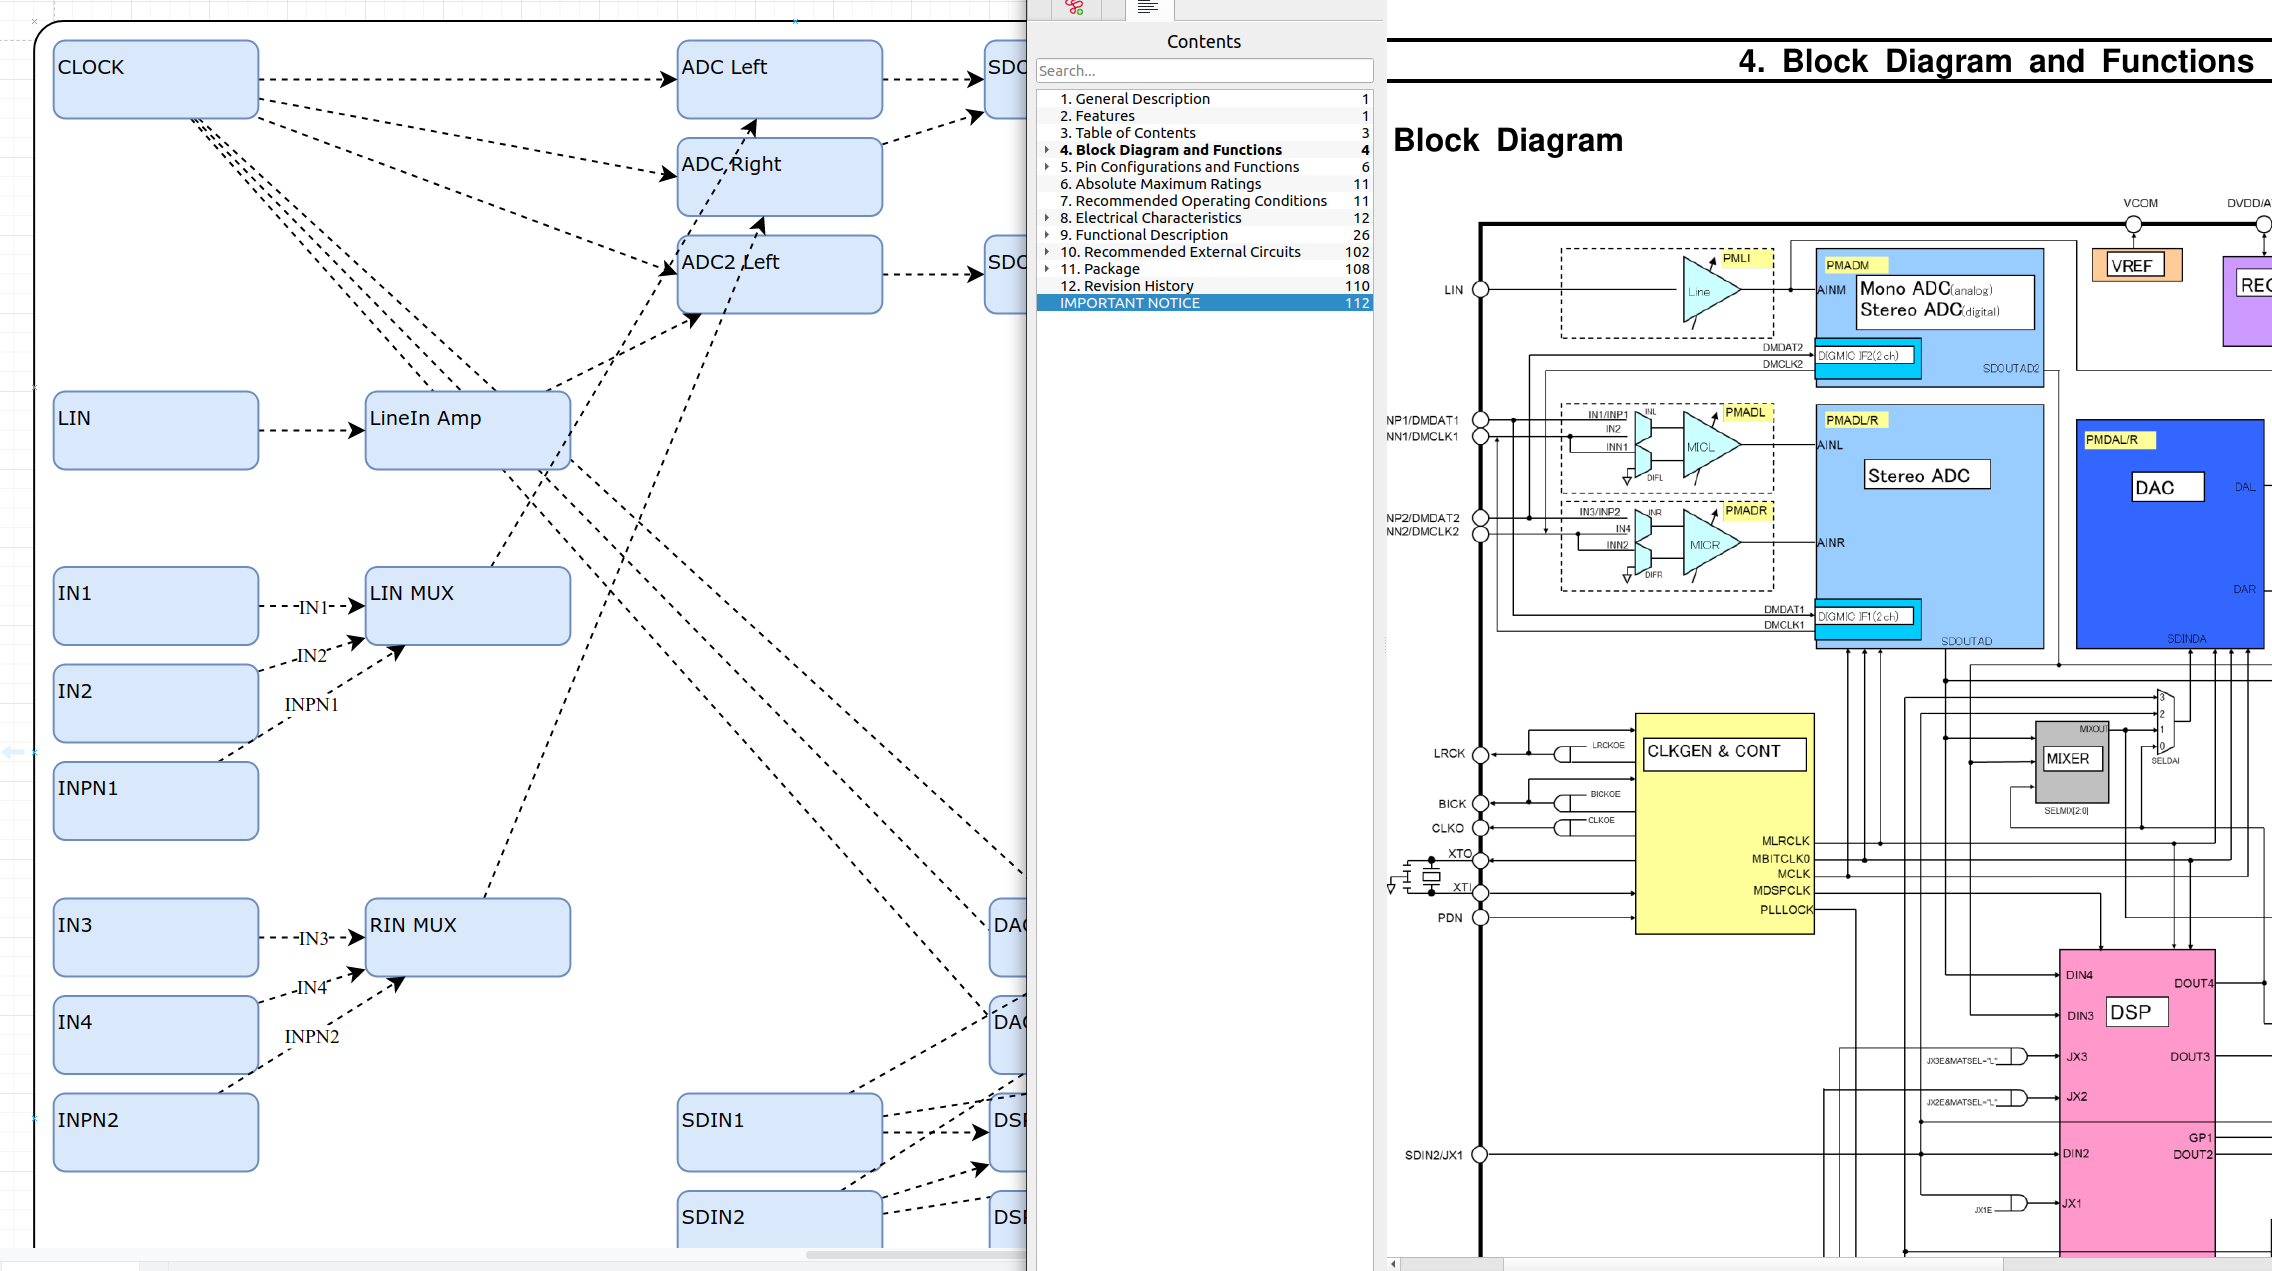 CLOCK
ADC Left
SDO
ADC Right
ADC2 Left
SDO
LIN
LineIn Amp
IN1
IN1
LIN MUX
IN2
IN2
INPN1
INPN1
IN3
IN3
RIN MUX
DAC
IN4
IN4
DAC
INPN2
INPN2
SDIN1
DSP
SDIN2
DSP
Contents
Search...
1. General Description 1
2. Features 1
3. Table of Contents 3
4. Block Diagram and Functions 4
5. Pin Configurations and Functions 6
6. Absolute Maximum Ratings 11
7. Recommended Operating Conditions 11
8. Electrical Characteristics 12
9. Functional Description 26
10. Recommended External Circuits 102
11. Package 108
12. Revision History 110
IMPORTANT NOTICE 112
4. Block Diagram and Functions
Block Diagram
VCOM
DVDD/A
LIN
PMLI
Line
PMADM
AINM
Mono ADC(analog)
Stereo ADC(digital)
VREF
REG
DMDAT2
DMCLK2
DIGMIC IF2(2ch)
SDOUTAD2
NP1/DMDAT1
NN1/DMCLK1
IN1/INP1
IN2
INN1
INL
DIFL
MICL
PMADL
PMADL/R
AINL
Stereo ADC
PMDAL/R
DAC
DAL
NP2/DMDAT2
NN2/DMCLK2
IN3/INP2
IN4
INN2
INR
DIFR
MICR
PMADR
AINR
DAR
DMDAT1
DMCLK1
DIGMIC IF1(2ch)
SDOUTAD
SDINDA
LRCK
LRCKOE
CLKGEN & CONT
BICK
BICKOE
CLKO
CLKOE
XTO
XTI
PDN
MLRCLK
MBITCLK0
MCLK
MDSPCLK
PLLLOCK
MIXOUT
MIXER
SELMIX[2:0]
3
2
1
0
SELDAI
DIN4
DOUT4
DSP
DIN3
JX3E&MATSEL="L"
JX3
DOUT3
JX2E&MATSEL="L"
JX2
GP1
SDIN2/JX1
DIN2
DOUT2
JX1E
JX1